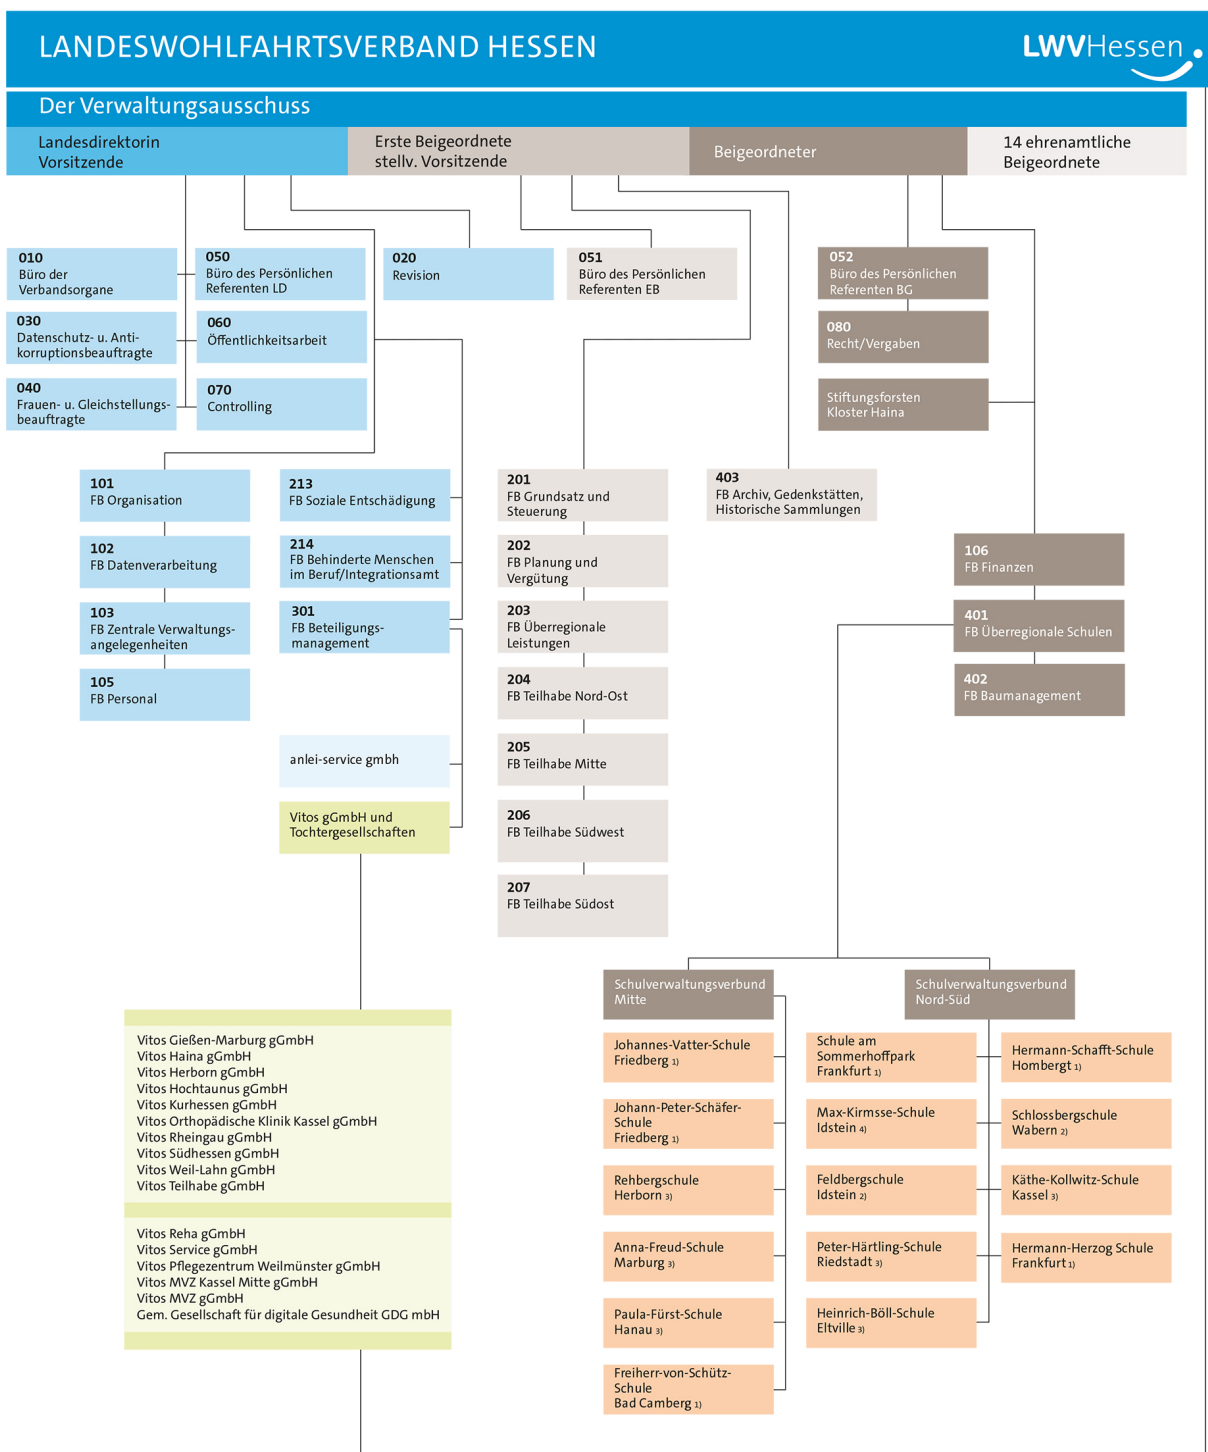 LANDESWOHLFAHRTSVERBAND HESSEN
LWVHessen
Der Verwaltungsausschuss
Landesdirektorin
Vorsitzende
Erste Beigeordnete
stellv. Vorsitzende
Beigeordneter
14 ehrenamtliche
Beigeordnete
010
Büro der
Verbandsorgane
050
Büro des Persönlichen
Referenten LD
020
Revision
051
Büro des Persönlichen
Referenten EB
052
Büro des Persönlichen
Referenten BG
030
Datenschutz- u. Anti-
korruptionsbeauftragte
060
Öffentlichkeitsarbeit
080
Recht/Vergaben
040
Frauen- u. Gleichstellungs-
beauftragte
070
Controlling
Stiftungsforsten
Kloster Haina
101
FB Organisation
102
FB Datenverarbeitung
103
FB Zentrale Verwaltungs-
angelegenheiten
105
FB Personal
213
FB Soziale Entschädigung
214
FB Behinderte Menschen
im Beruf/Integrationsamt
301
FB Beteiligungs-
management
anlei-service gmbh
Vitos gGmbH und
Tochtergesellschaften
201
FB Grundsatz und
Steuerung
202
FB Planung und
Vergütung
203
FB Überregionale
Leistungen
204
FB Teilhabe Nord-Ost
205
FB Teilhabe Mitte
206
FB Teilhabe Südwest
207
FB Teilhabe Südost
403
FB Archiv, Gedenkstätten,
Historische Sammlungen
106
FB Finanzen
401
FB Überregionale Schulen
402
FB Baumanagement
Vitos Gießen-Marburg gGmbH
Vitos Haina gGmbH
Vitos Herborn gGmbH
Vitos Hochtaunus gGmbH
Vitos Kurhessen gGmbH
Vitos Orthopädische Klinik Kassel gGmbH
Vitos Rheingau gGmbH
Vitos Südhessen gGmbH
Vitos Weil-Lahn gGmbH
Vitos Teilhabe gGmbH
Vitos Reha gGmbH
Vitos Service gGmbH
Vitos Pflegezentrum Weilmünster gGmbH
Vitos MVZ Kassel Mitte gGmbH
Vitos MVZ gGmbH
Gem. Gesellschaft für digitale Gesundheit GDG mbH
Schulverwaltungsverbund
Mitte
Johannes-Vatter-Schule
Friedberg 1)
Johann-Peter-Schäfer-
Schule
Friedberg 1)
Rehbergschule
Herborn 3)
Anna-Freud-Schule
Marburg 3)
Paula-Fürst-Schule
Hanau 3)
Freiherr-von-Schütz-
Schule
Bad Camberg 1)
Schulverwaltungsverbund
Nord-Süd
Schule am
Sommerhoffpark
Frankfurt 1)
Max-Kirmsse-Schule
Idstein 4)
Feldbergschule
Idstein 2)
Peter-Härtling-Schule
Riedstadt 3)
Heinrich-Böll-Schule
Eltville 3)
Hermann-Schafft-Schule
Hombergt 1)
Schlossbergschule
Wabern 2)
Käthe-Kollwitz-Schule
Kassel 3)
Hermann-Herzog Schule
Frankfurt 1)